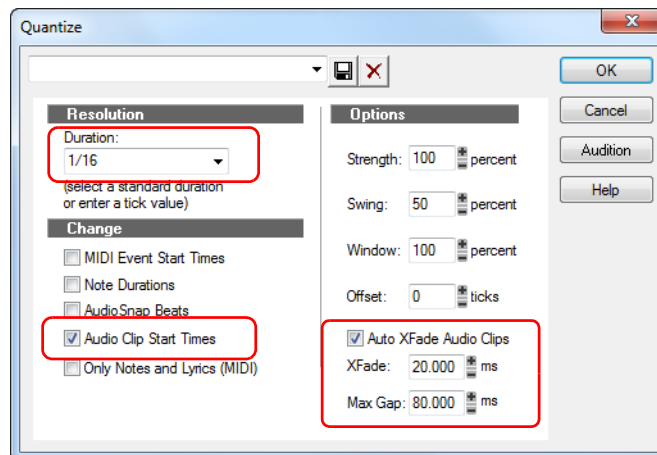 Quantize
OK
Cancel
Audition
Help
Resolution
Duration:
1/16
(select a standard duration
or enter a tick value)
Change
MIDI Event Start Times
Note Durations
AudioSnap Beats
Audio Clip Start Times
Only Notes and Lyrics (MIDI)
Options
Strength: 100 percent
Swing: 50 percent
Window: 100 percent
Offset: 0 ticks
Auto XFade Audio Clips
XFade: 20.000 ms
Max Gap: 80.000 ms